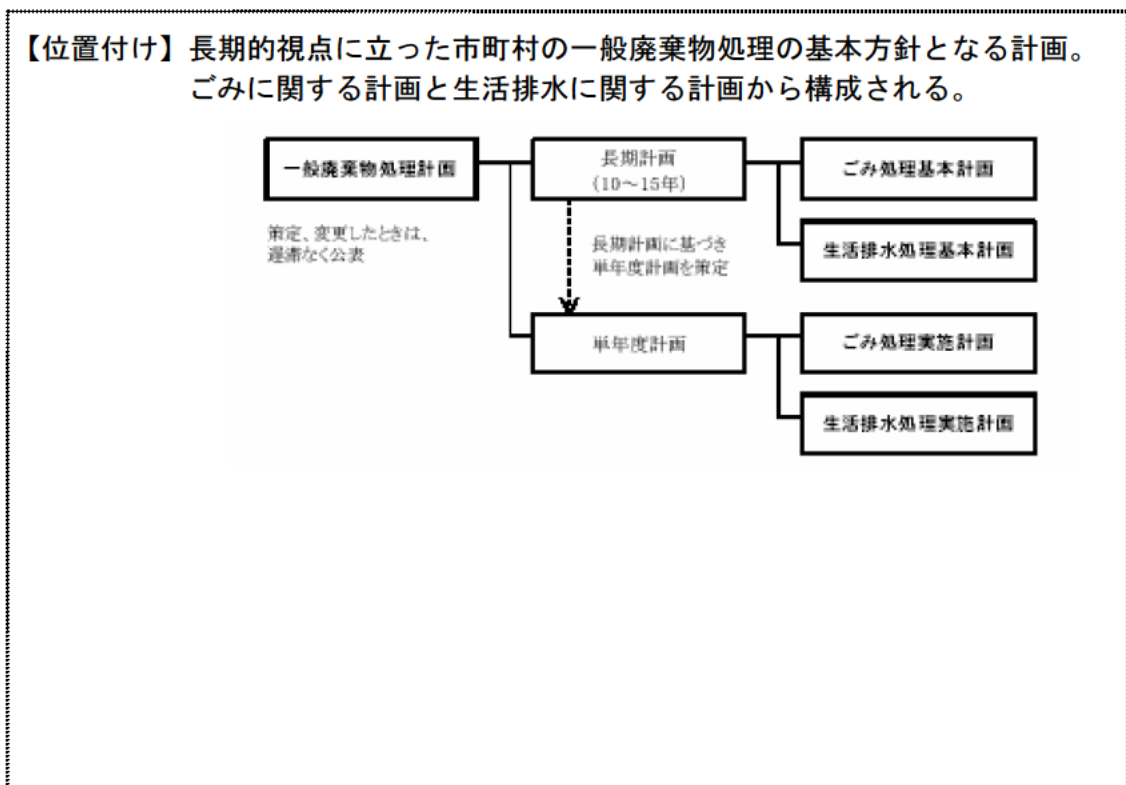 【位置付け】長期的視点に立った市町村の一般廃棄物処理の基本方針となる計画。
ごみに関する計画と生活排水に関する計画から構成される。
一般廃棄物処理計画
長期計画
(10～15年)
ごみ処理基本計画
策定、変更したときは、
遅滞なく公表
長期計画に基づき
単年度計画を策定
生活排水処理基本計画
単年度計画
ごみ処理実施計画
生活排水処理実施計画